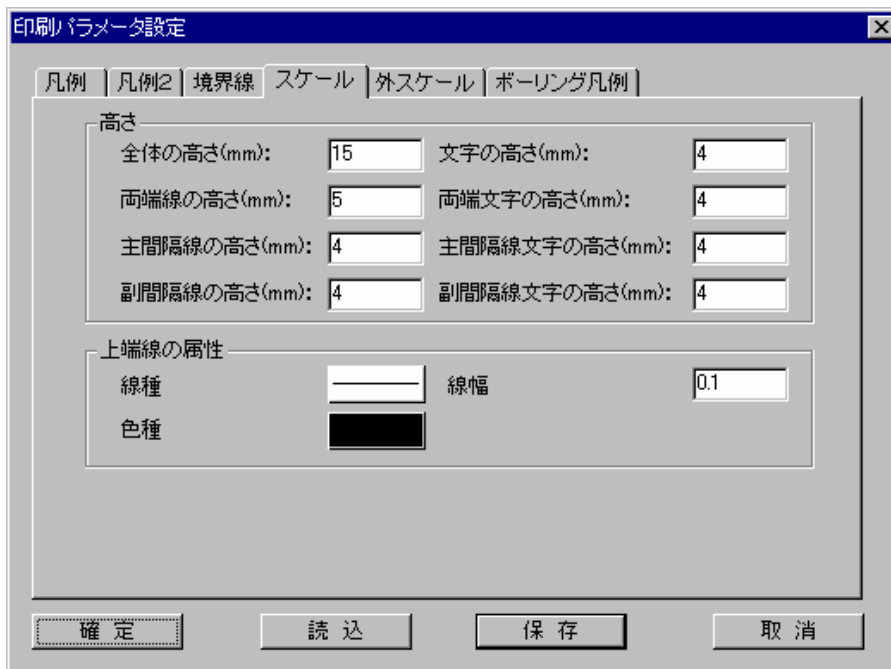 印刷パラメータ設定
凡例 凡例2 境界線 スケール 外スケール ボーリング凡例
高さ
全体の高さ(mm): 15 文字の高さ(mm): 4
両端線の高さ(mm): 5 両端文字の高さ(mm): 4
主間隔線の高さ(mm): 4 主間隔線文字の高さ(mm): 4
副間隔線の高さ(mm): 4 副間隔線文字の高さ(mm): 4
上端線の属性
線種 線幅 0.1
色種
確 定 読 込 保 存 取 消